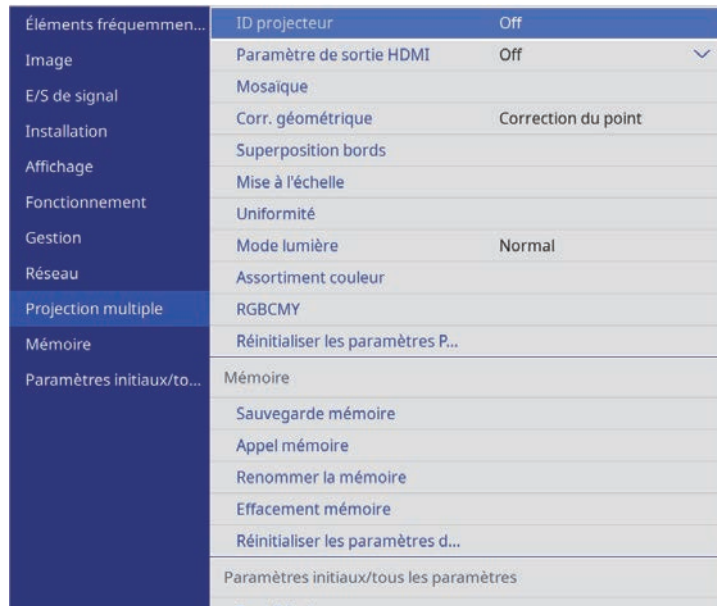 Éléments fréquemmen...
Image
E/S de signal
Installation
Affichage
Fonctionnement
Gestion
Réseau
Projection multiple
Mémoire
Paramètres initiaux/to...
ID projecteur Off
Paramètre de sortie HDMI Off
Mosaïque
Corr. géométrique Correction du point
Superposition bords
Mise à l'échelle
Uniformité
Mode lumière Normal
Assortiment couleur
RGBCMY
Réinitialiser les paramètres P...
Mémoire
Sauvegarde mémoire
Appel mémoire
Renommer la mémoire
Effacement mémoire
Réinitialiser les paramètres d...
Paramètres initiaux/tous les paramètres